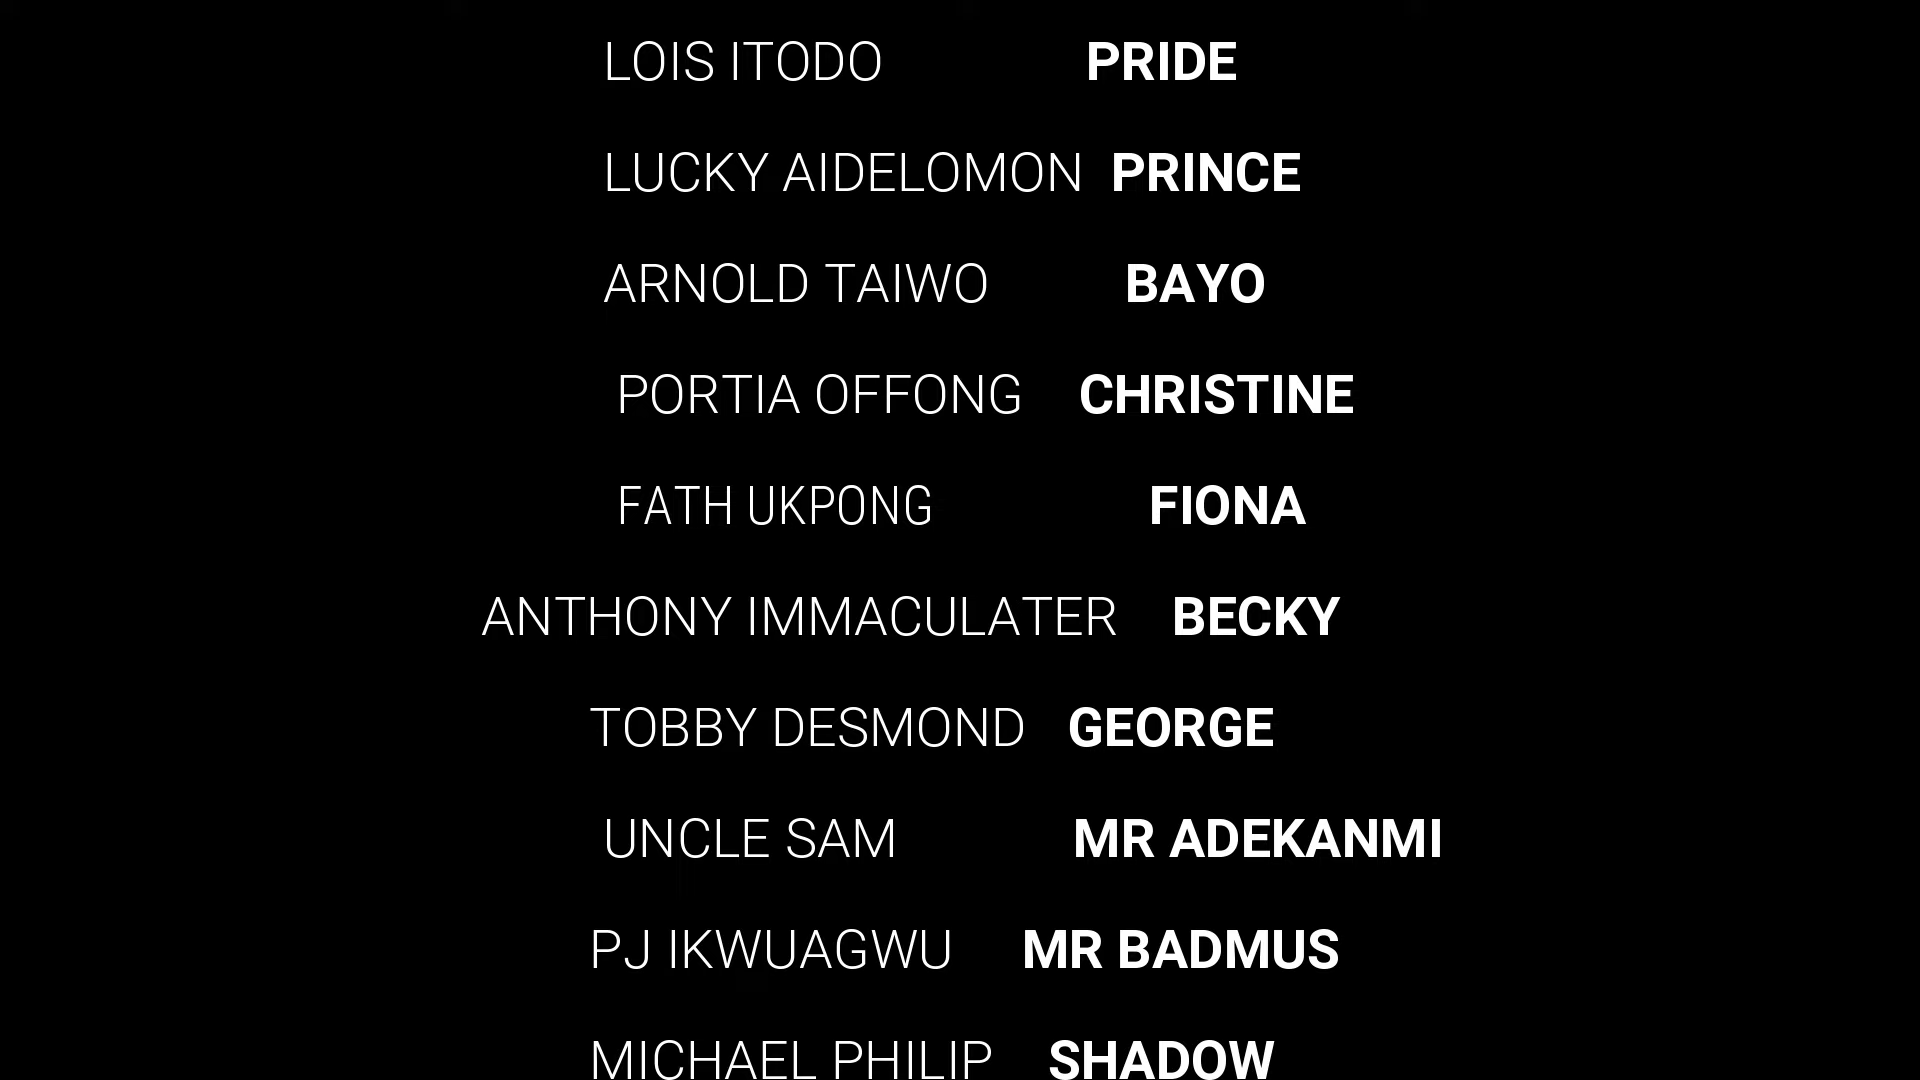 LOIS ITODO PRIDE
LUCKY AIDELOMON PRINCE
ARNOLD TAIWO BAYO
PORTIA OFFONG CHRISTINE
FATH UKPONG FIONA
ANTHONY IMMACULATER BECKY
TOBBY DESMOND GEORGE
UNCLE SAM MR ADEKANMI
PJ IKWUAGWU MR BADMUS
MICHAEL PHILIP SHADOW